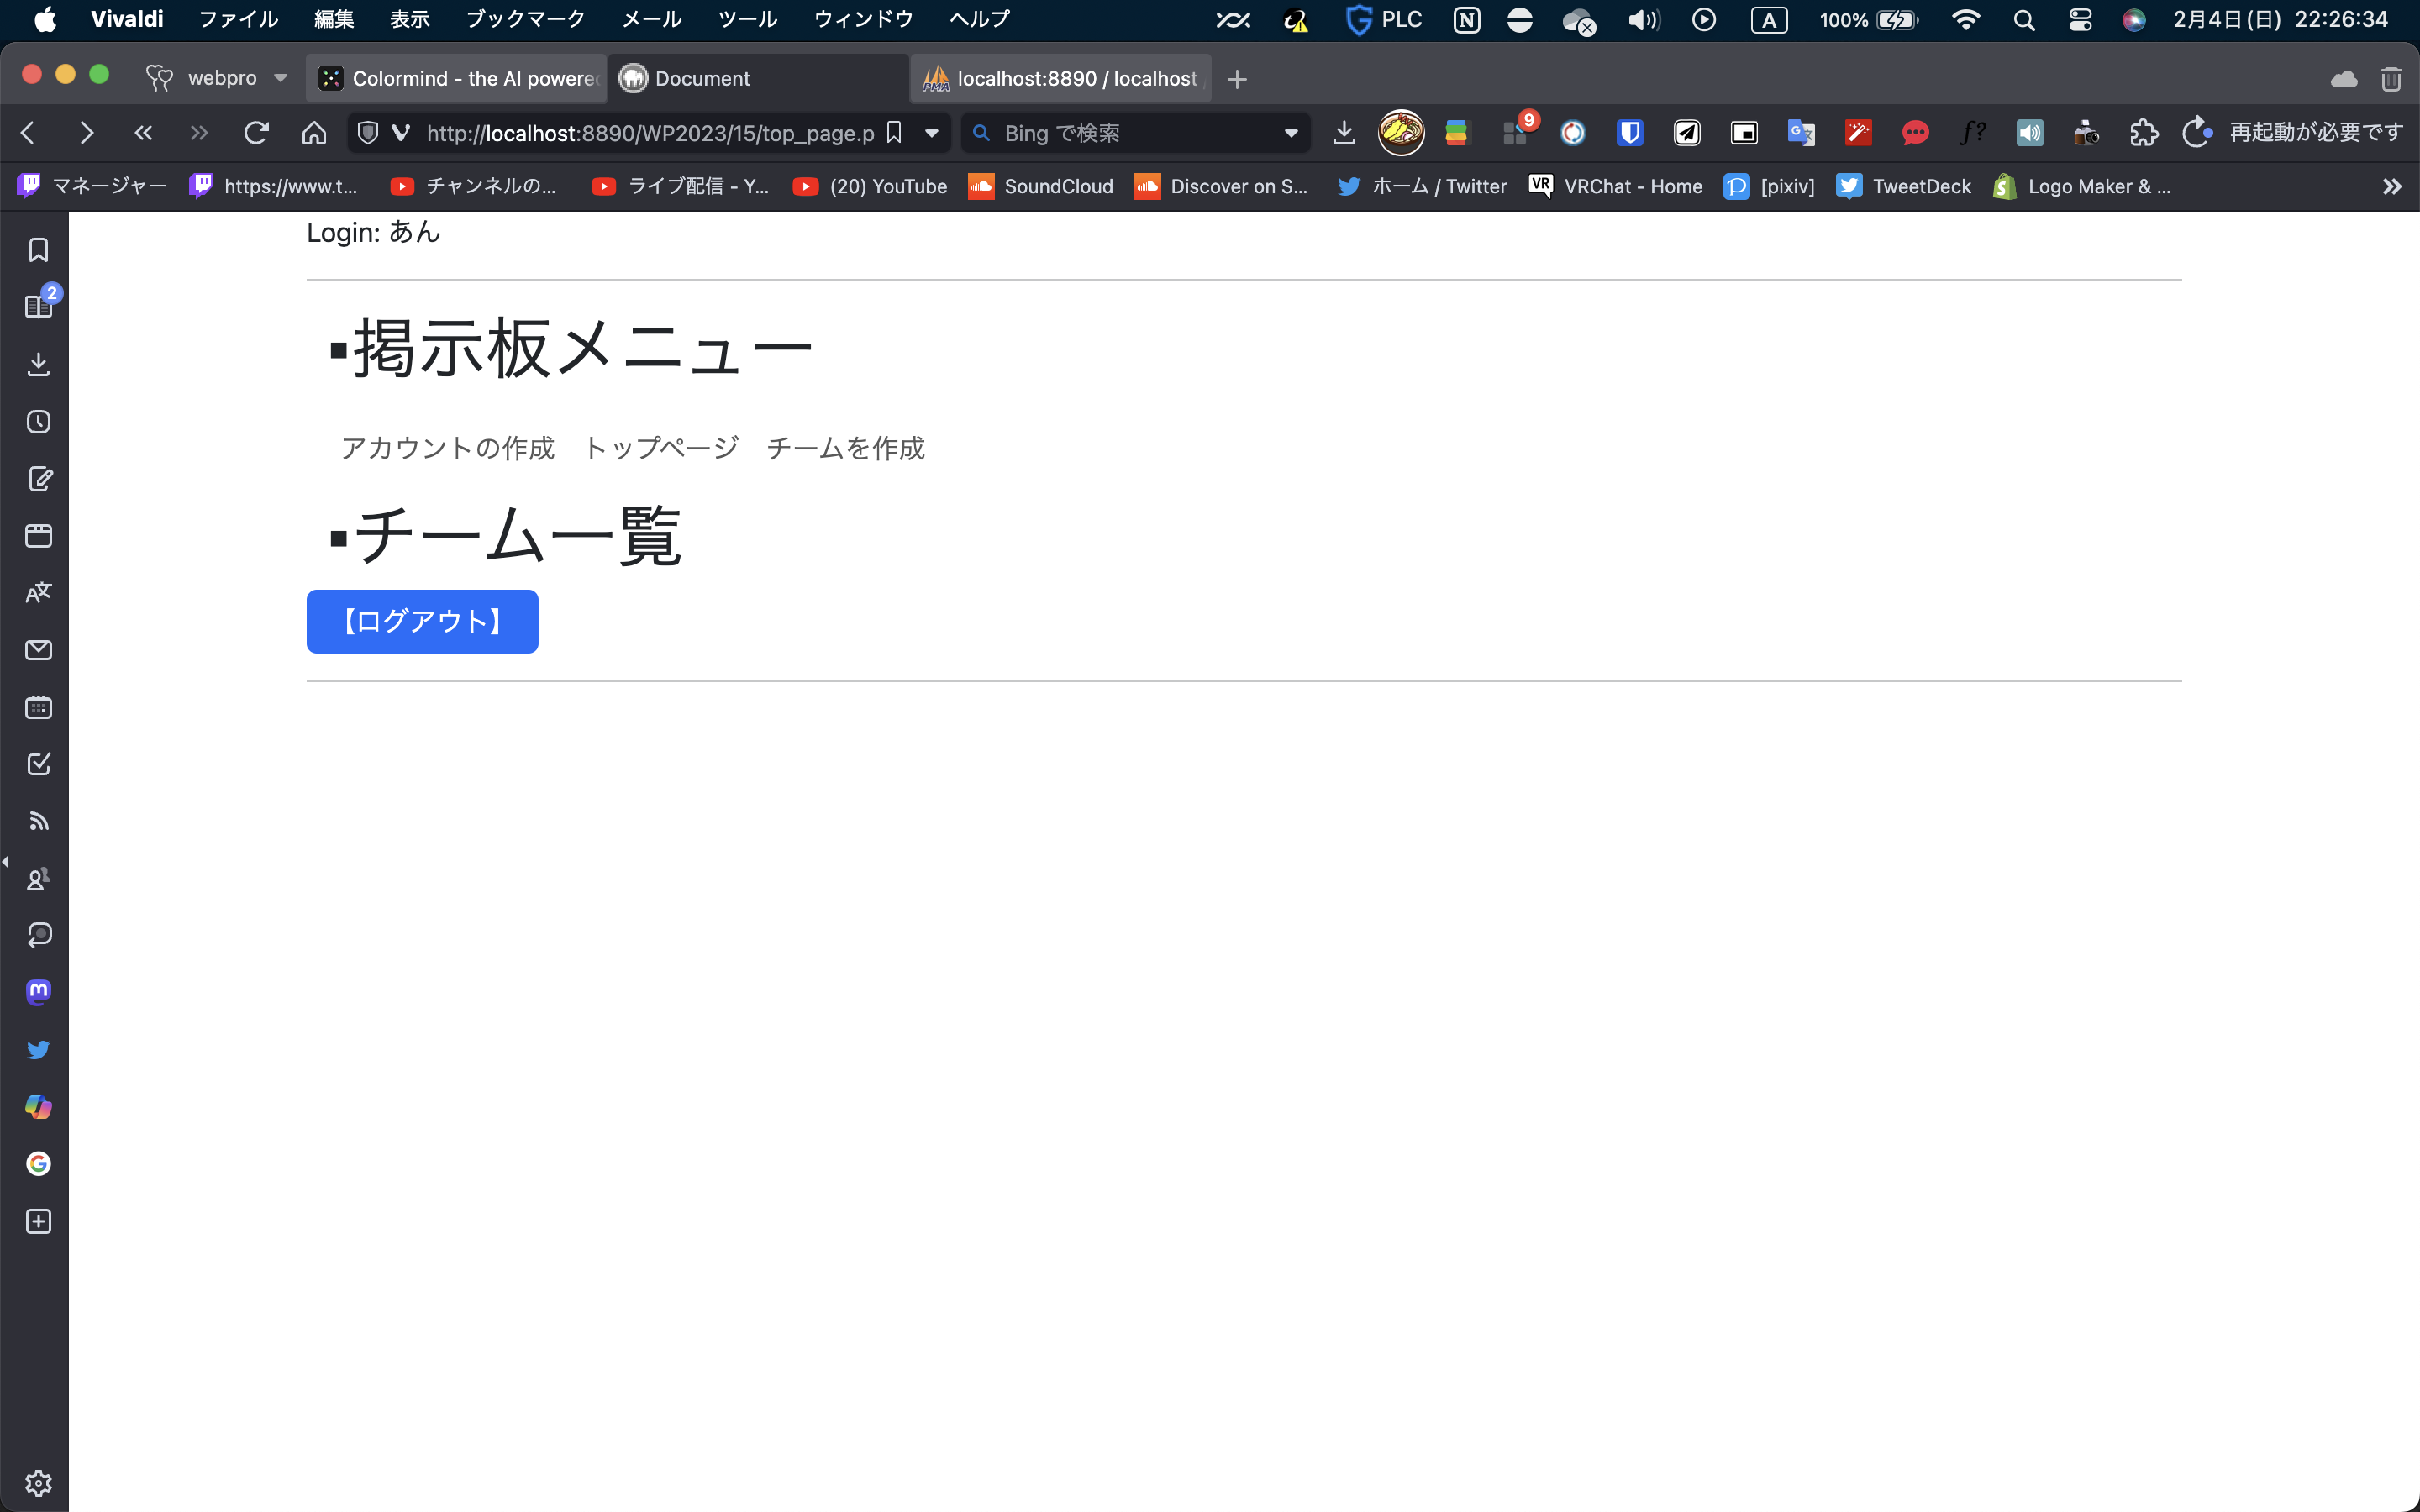 Vivaldi ファイル 編集 表示 ブックマーク メール ツール ウィンドウ ヘルプ PLC A 100% 2月4日(日) 22:26:34
webpro Colormind - the AI powere Document localhost:8890 / localhost
http://localhost:8890/WP2023/15/top_page.p Bing で検索 9 再起動が必要です
マネージャー https://www.t... チャンネルの... ライブ配信 - Y... (20) YouTube SoundCloud Discover on S... ホーム / Twitter VRChat - Home [pixiv] TweetDeck Logo Maker & ...
2
Login: あん
▪掲示板メニュー
アカウントの作成 トップページ チームを作成
▪チーム一覧
【ログアウト】